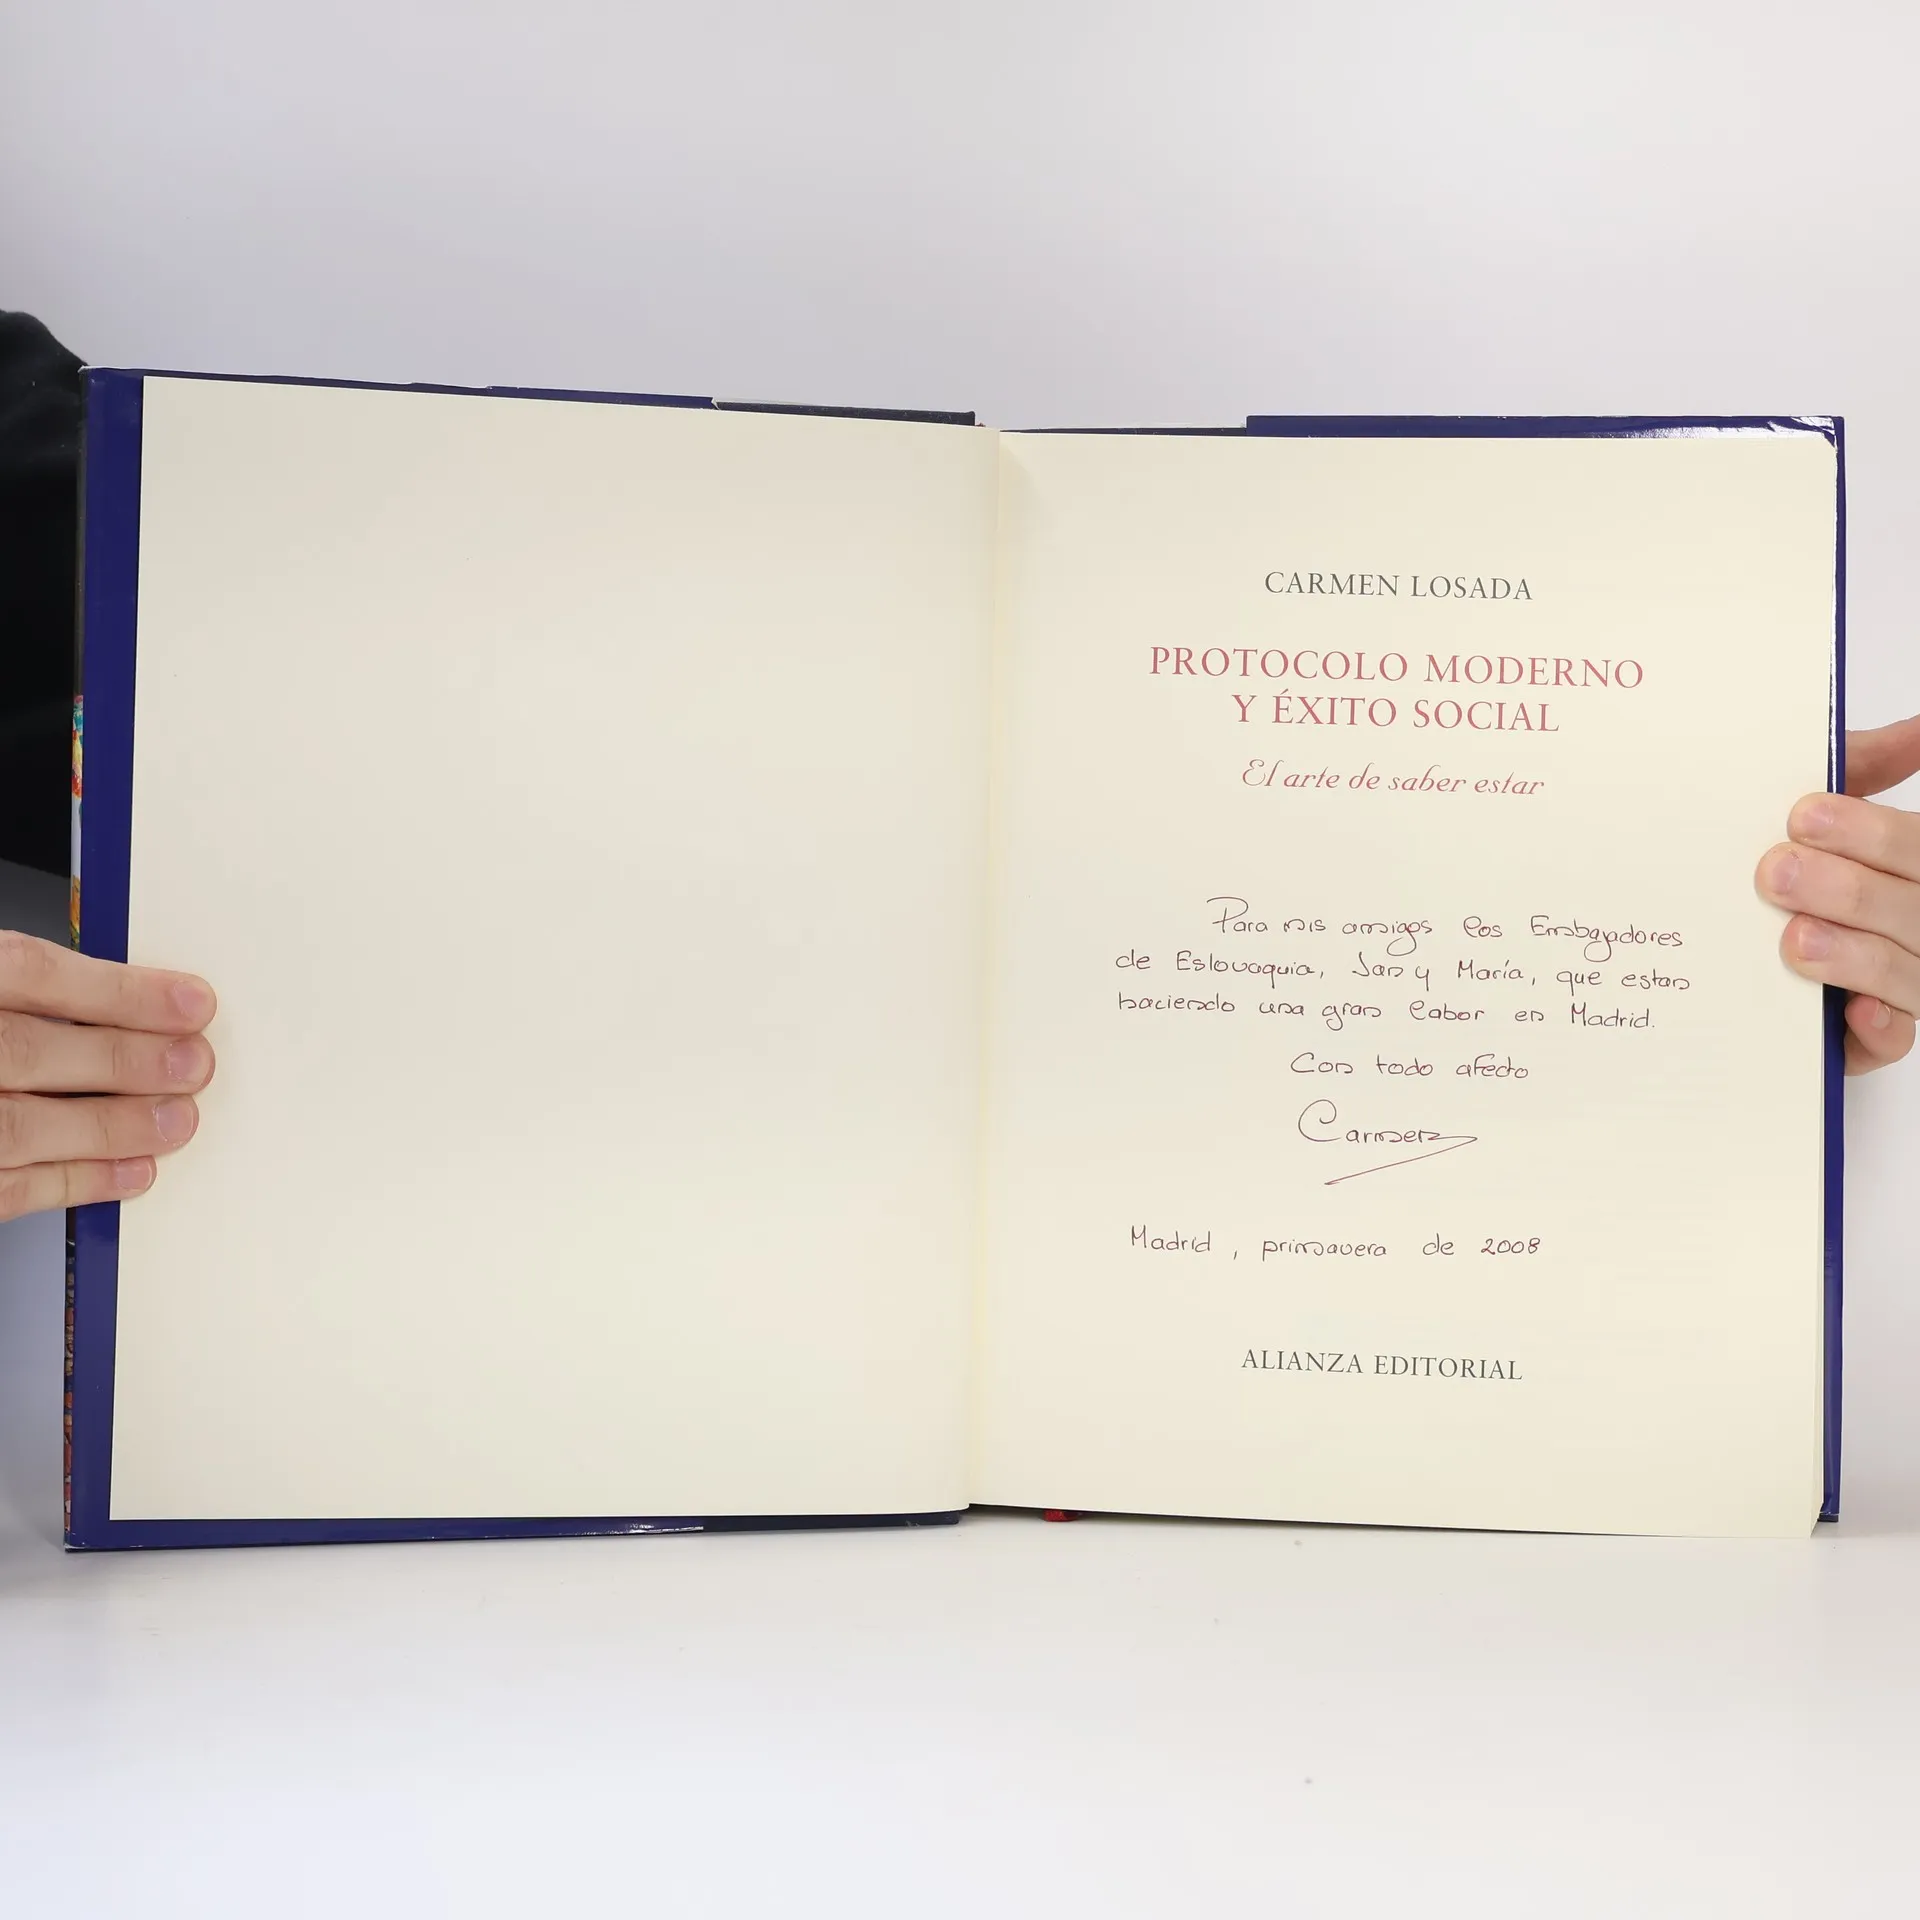 CARMEN LOSADA
PROTOCOLO MODERNO
Y ÉXITO SOCIAL
El arte de saber estar
Para mis amigos los Embajadores
de Eslovaquia, Jan y María, que estan
haciendo una gran labor en Madrid.
Con todo afecto
Carmen
Madrid, primavera de 2008
ALIANZA EDITORIAL